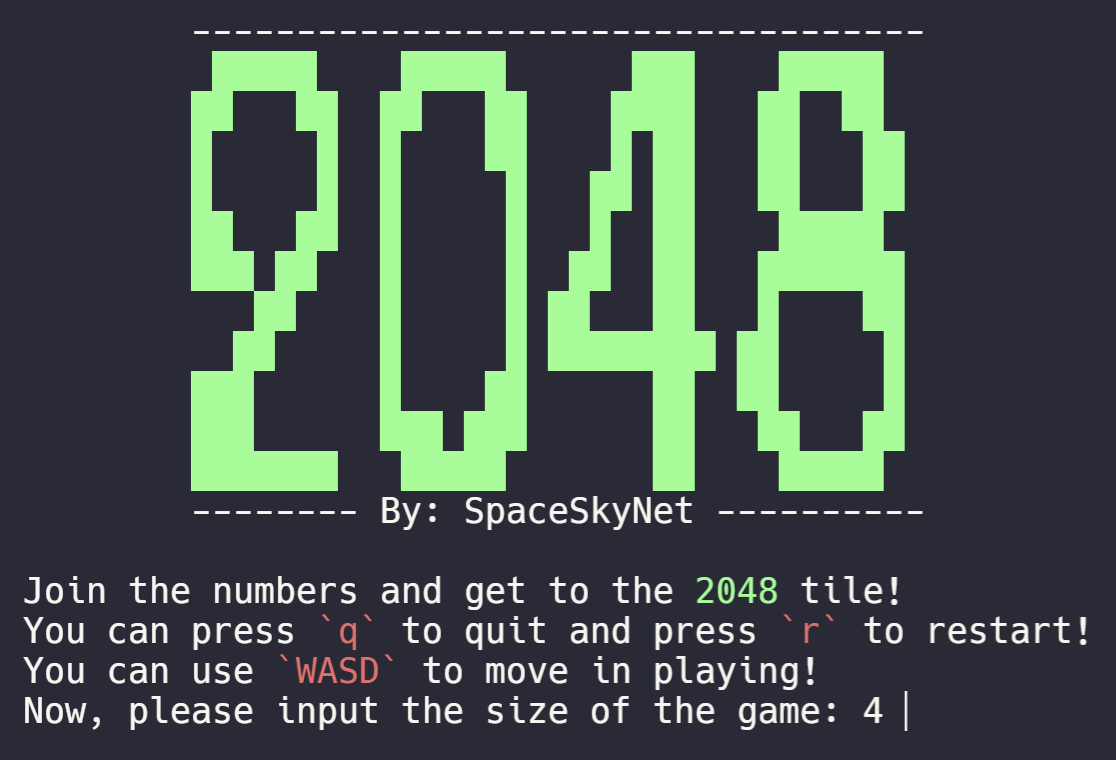 -----------------------------------
2048
-------- By: SpaceSkyNet ----------
Join the numbers and get to the 2048 tile!
You can press `q` to quit and press `r` to restart!
You can use `WASD` to move in playing!
Now, please input the size of the game: 4